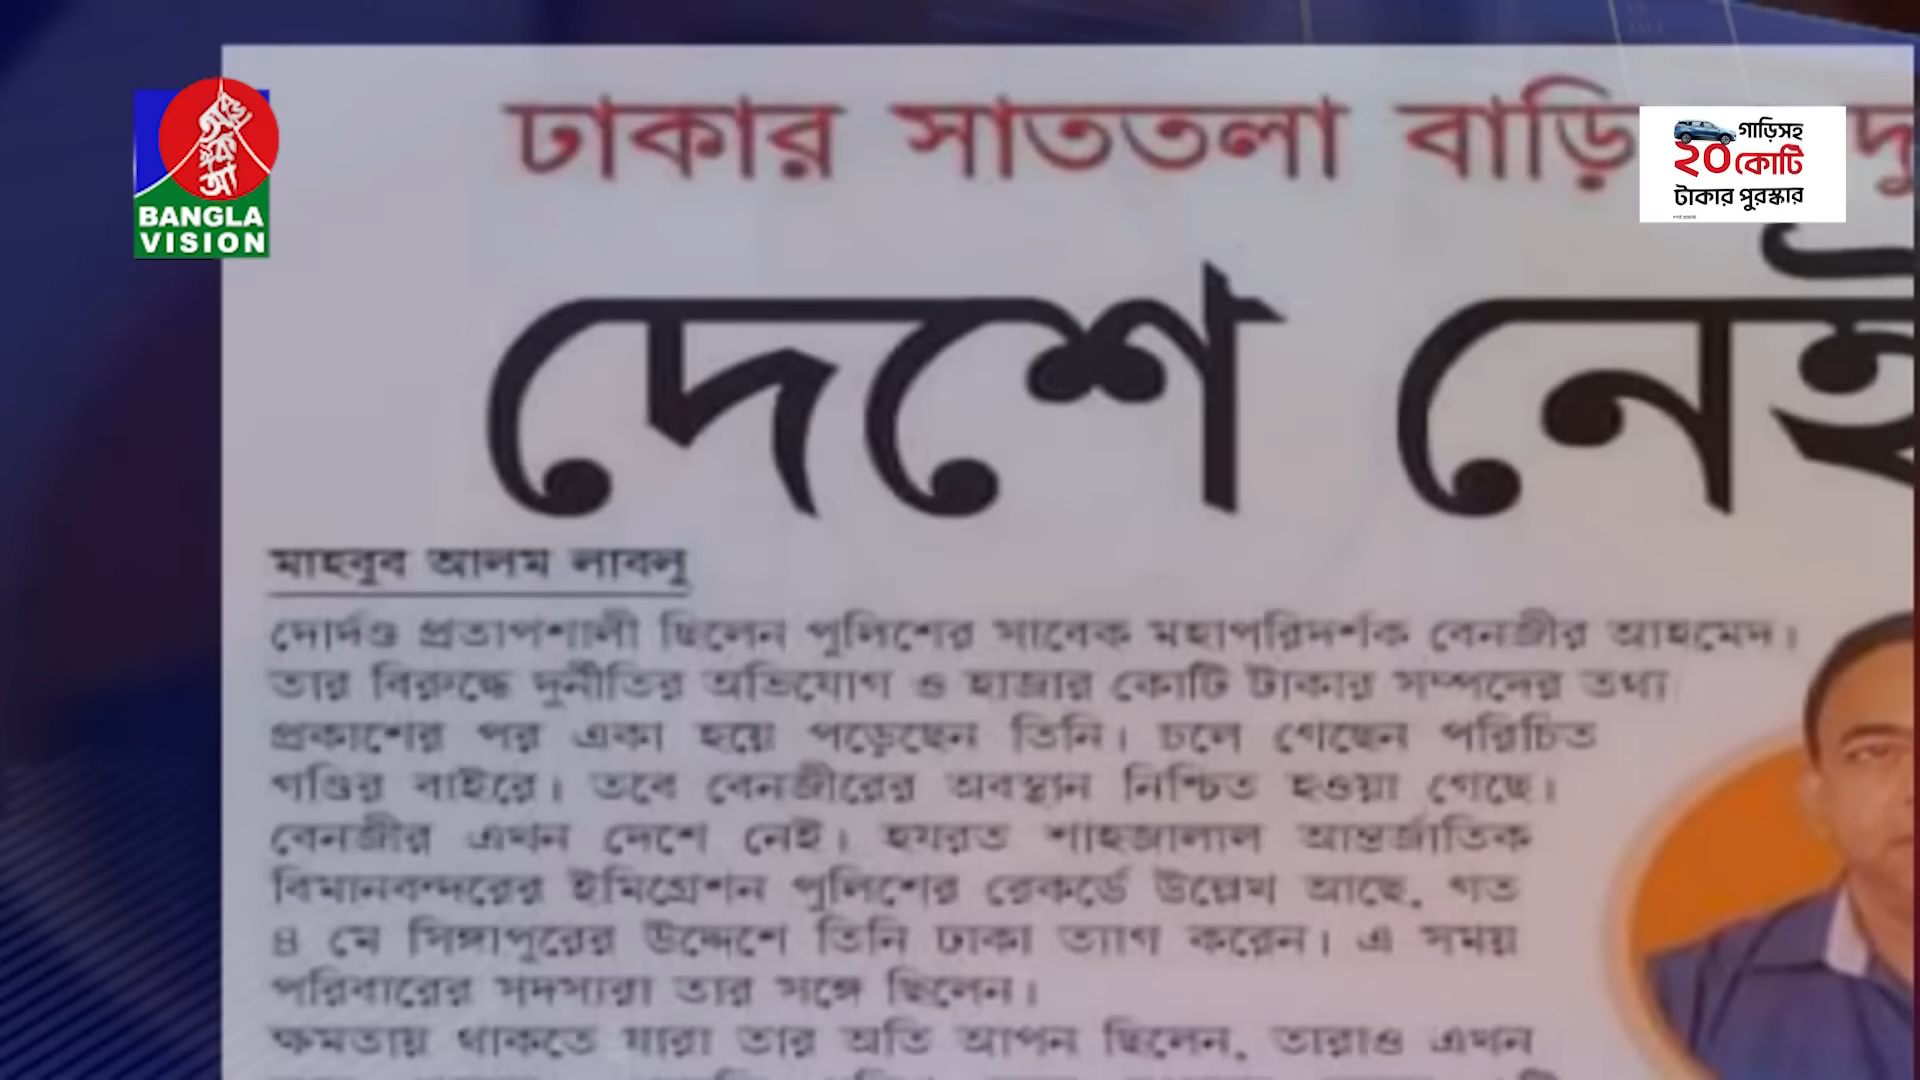 ঢাকার সাততলা বাড়ি
দেশে নেই
মাহবুব আলম লাবলু
দোর্দণ্ড প্রতাপশালী ছিলেন পুলিশের সাবেক মহাপরিদর্শক বেনজীর আহমেদ।
তার বিরুদ্ধে দুর্নীতির অভিযোগ ও হাজার কোটি টাকার সম্পদের তথ্য
প্রকাশের পর একা হয়ে পড়েছেন তিনি। চলে গেছেন পরিচিত
গণ্ডির বাইরে। তবে বেনজীরের অবস্থান নিশ্চিত হওয়া গেছে।
বেনজীর এখন দেশে নেই। হযরত শাহজালাল আন্তর্জাতিক
বিমানবন্দরের ইমিগ্রেশন পুলিশের রেকর্ডে উল্লেখ আছে, গত
৪ মে সিঙ্গাপুরের উদ্দেশে তিনি ঢাকা ত্যাগ করেন। এ সময়
পরিবারের সদস্যরা তার সঙ্গে ছিলেন।
ক্ষমতায় থাকতে যারা তার অতি আপন ছিলেন, তারাও এখন
BANGLA
VISION
গাড়িসহ
২০ কোটি
টাকার পুরস্কার